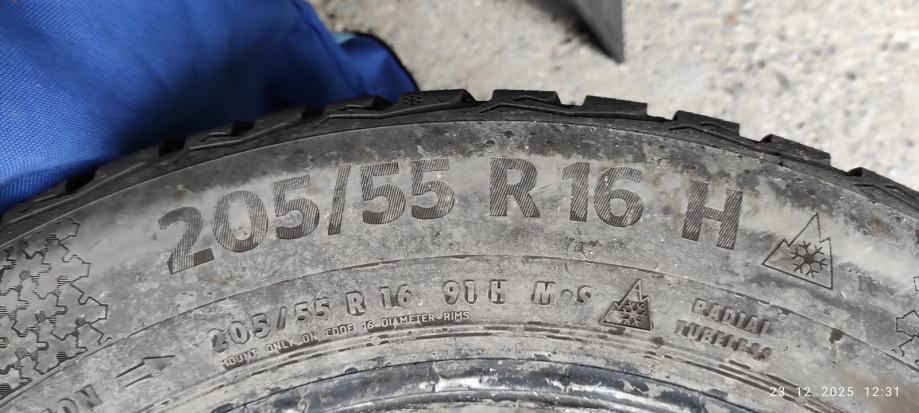 205/55 R 16 H
205/55 R 16 91 H M+S
RADIAL
TUBELESS
MOUNT ONLY ON CODE 16 DIAMETER RIMS
23 12. 2025 12:31